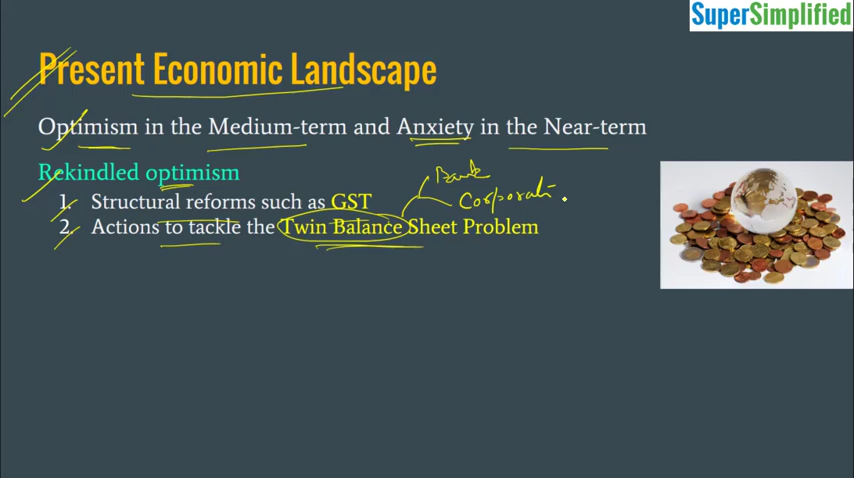 SuperSimplified
Present Economic Landscape
Optimism in the Medium-term and Anxiety in the Near-term
Rekindled optimism
Bank
Corporati
1. Structural reforms such as GST
2. Actions to tackle the Twin Balance Sheet Problem